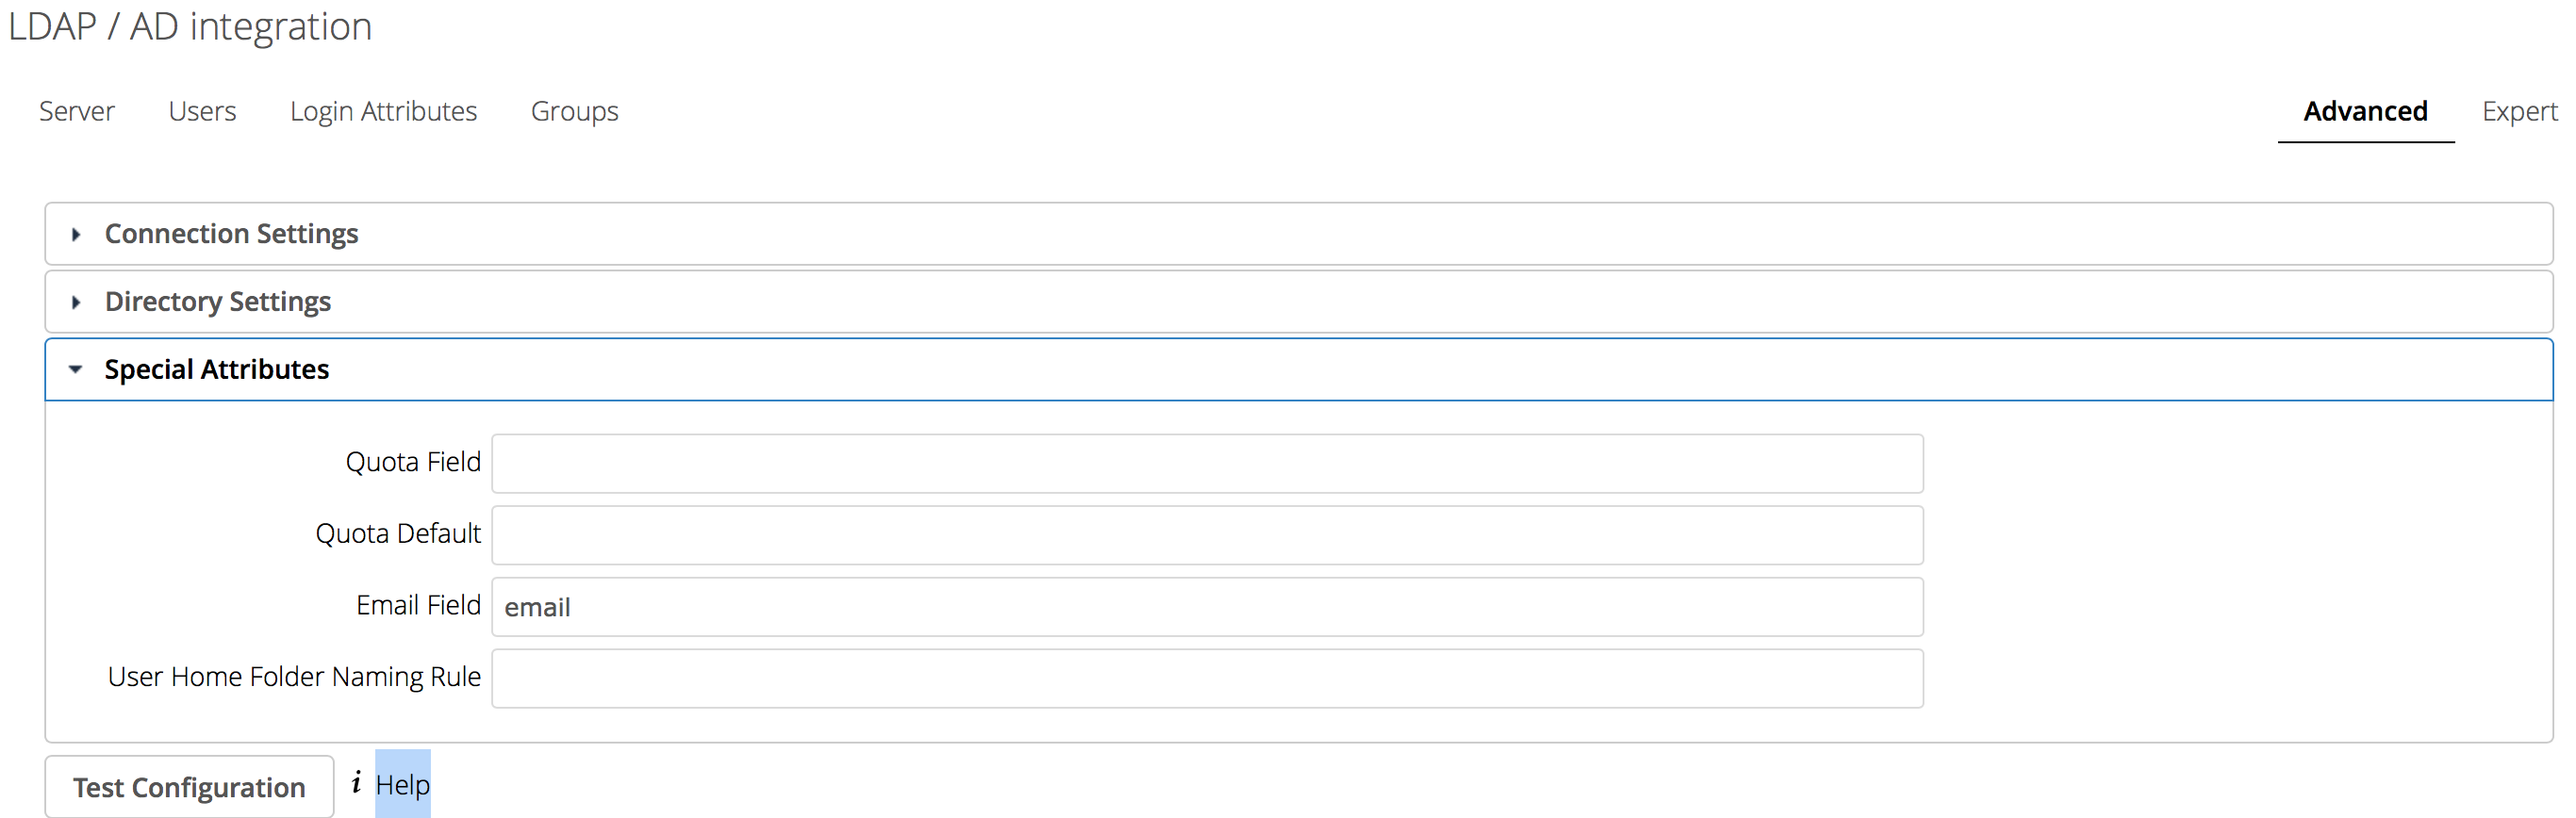 LDAP / AD integration
Server Users Login Attributes Groups Advanced Expert
Connection Settings
Directory Settings
Special Attributes
Quota Field
Quota Default
Email Field email
User Home Folder Naming Rule
Test Configuration i Help